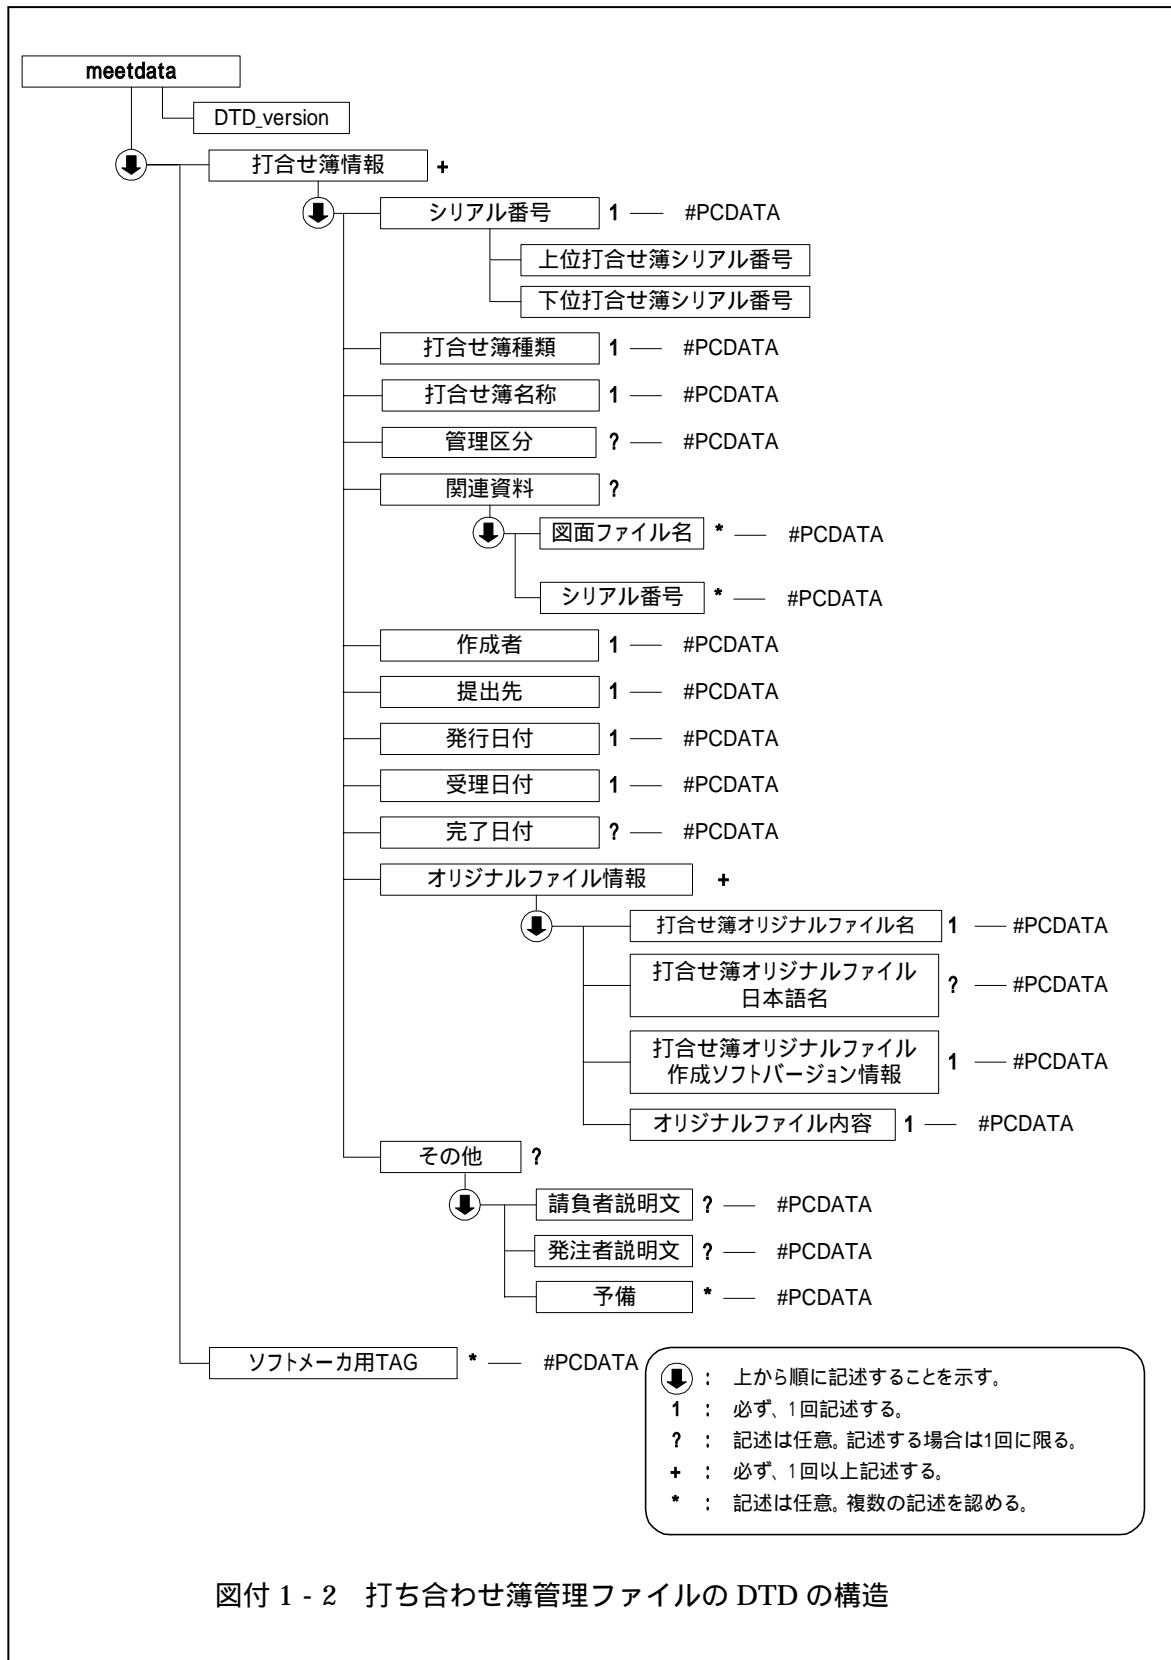 meetdata
DTD_version
打合せ簿情報 +
シリアル番号 1 #PCDATA
上位打合せ簿シリアル番号
下位打合せ簿シリアル番号
打合せ簿種類 1 #PCDATA
打合せ簿名称 1 #PCDATA
管理区分 ? #PCDATA
関連資料 ?
図面ファイル名 * #PCDATA
シリアル番号 * #PCDATA
作成者 1 #PCDATA
提出先 1 #PCDATA
発行日付 1 #PCDATA
受理日付 1 #PCDATA
完了日付 ? #PCDATA
オリジナルファイル情報 +
打合せ簿オリジナルファイル名 1 #PCDATA
打合せ簿オリジナルファイル
日本語名 ? #PCDATA
打合せ簿オリジナルファイル
作成ソフトバージョン情報 1 #PCDATA
オリジナルファイル内容 1 #PCDATA
その他 ?
請負者説明文 ? #PCDATA
発注者説明文 ? #PCDATA
予備 * #PCDATA
ソフトメーカ用TAG * #PCDATA
: 上から順に記述することを示す。
1 : 必ず、1回記述する。
? : 記述は任意。記述する場合は1回に限る。
+ : 必ず、1回以上記述する。
* : 記述は任意。複数の記述を認める。
図付 1 - 2 打ち合わせ簿管理ファイルの DTD の構造